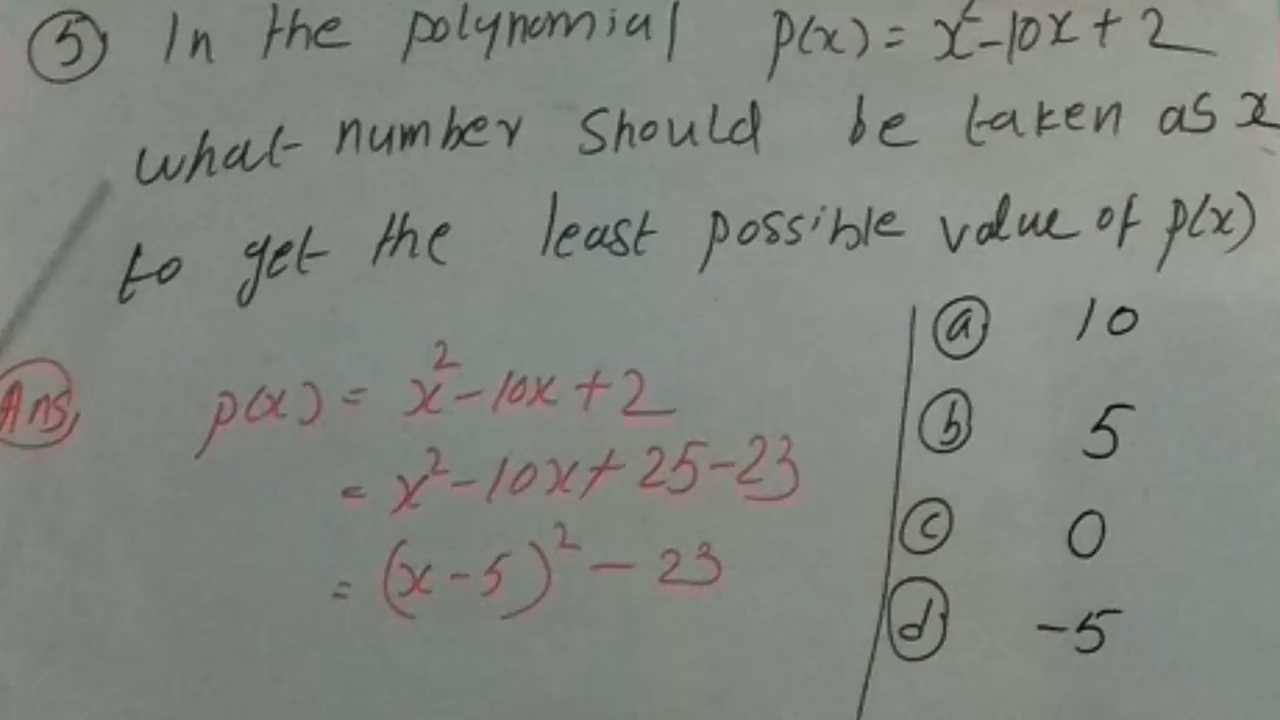 ⑤ In the polynomial p(x) = x²-10x + 2
what number should be taken as x
to get the least possible value of p(x)
ⓐ 10
ⓑ 5
ⓒ 0
ⓓ -5
Ans, p(x) = x²-10x+2
= x²-10x+25-23
= (x-5)²-23